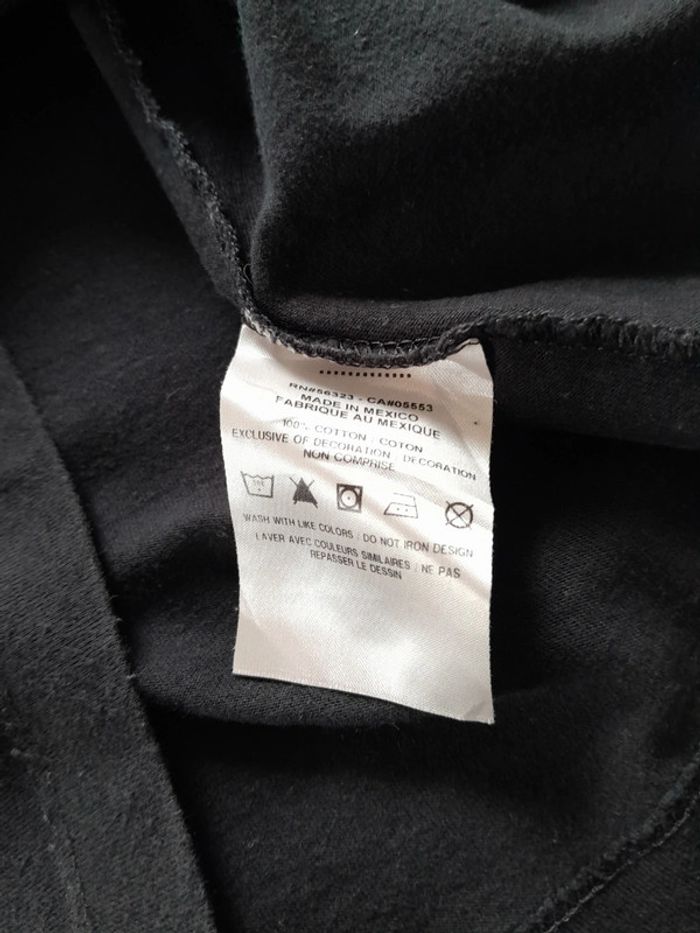 RN#56323 - CA#05553
MADE IN MEXICO
FABRIQUE AU MEXIQUE
100% COTTON / COTON
EXCLUSIVE OF DECORATION / DECORATION
NON COMPRISE
WASH WITH LIKE COLORS / DO NOT IRON DESIGN
LAVER AVEC COULEURS SIMILAIRES / NE PAS
REPASSER LE DESSIN